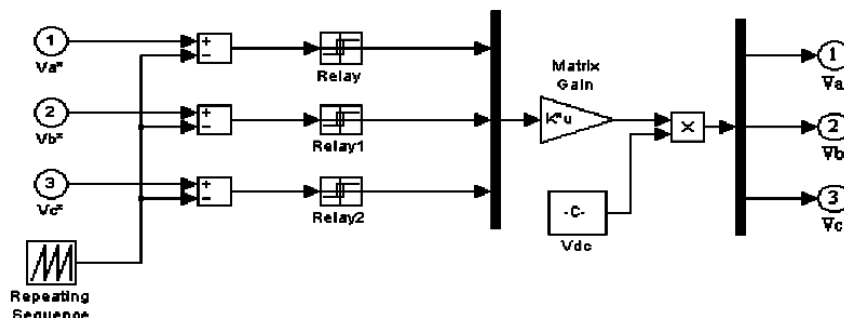 1
Va*
+
−
Relay
2
Vb*
+
−
Relay1
3
Vc*
+
−
Relay2
Repeating
Sequence
Matrix
Gain
K*u
-C-
Vdc
×
1
Va
2
Vb
3
Vc